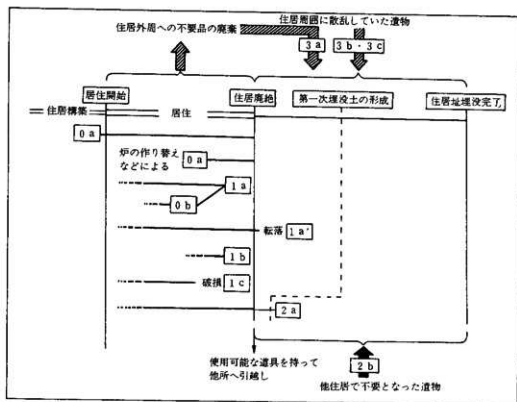 住居外周への不要品の廃棄
住居周囲に散乱していた遺物
3a
3b・3c
居住開始
住居廃絶
第一次埋没土の形成
住居址埋没完了
住居構築
居住
0a
炉の作り替え
などによる
0a
1a
0b
転落
1a'
1b
破損
1c
2a
使用可能な道具を持って
他所へ引越し
2b
他住居で不要となった遺物